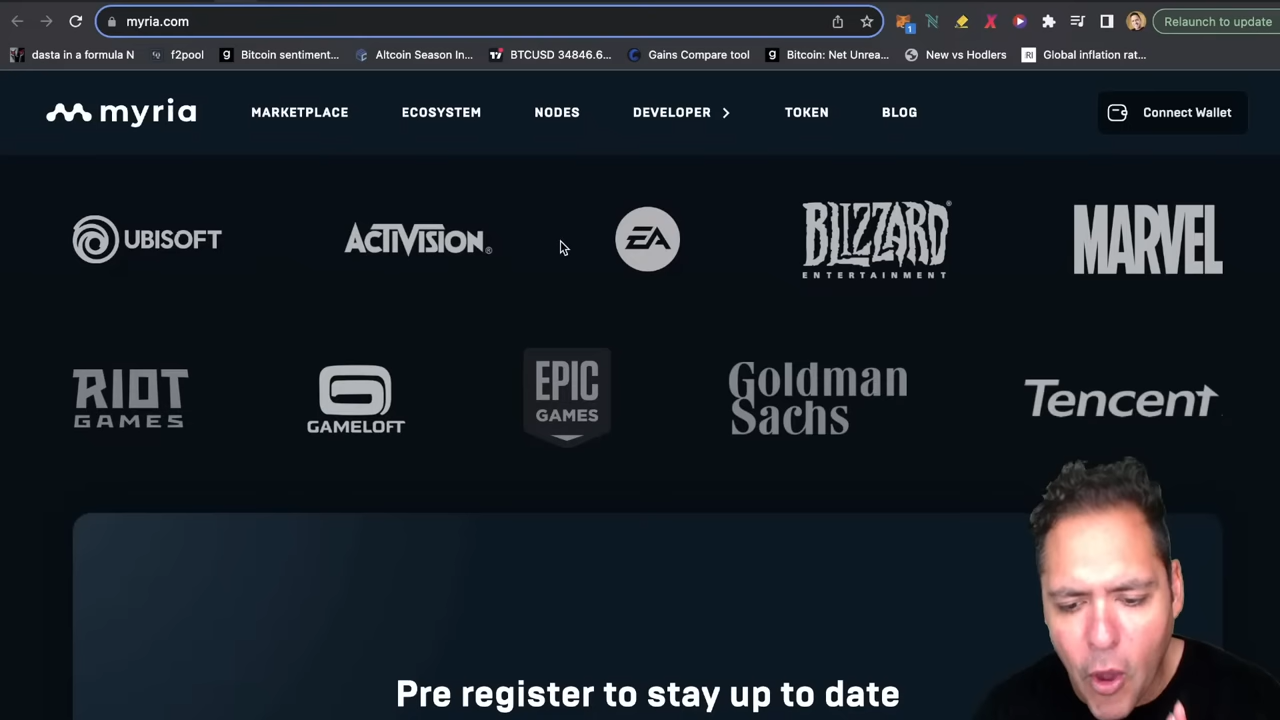 myria.com
Relaunch to update
dasta in a formula N
f2pool
Bitcoin sentiment...
Altcoin Season In...
BTCUSD 34846.6...
Gains Compare tool
Bitcoin: Net Unrea...
New vs Hodlers
RI
Global inflation rat...
myria
MARKETPLACE
ECOSYSTEM
NODES
DEVELOPER
TOKEN
BLOG
Connect Wallet
UBISOFT
ACTIVISION®
EA
BLIZZARD®
ENTERTAINMENT
MARVEL
RIOT
GAMES
GAMELOFT
EPIC
GAMES
Goldman
Sachs
Tencent
Pre register to stay up to date